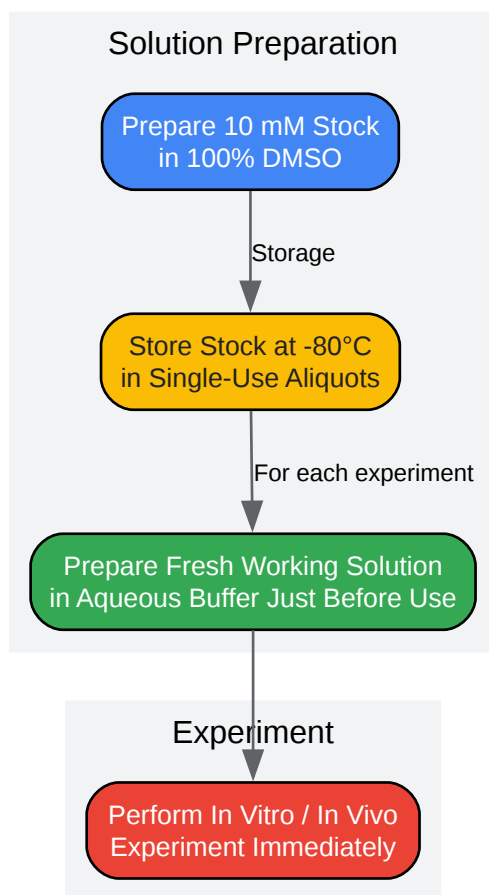 Solution Preparation
Prepare 10 mM Stock
in 100% DMSO
Storage
Store Stock at -80°C
in Single-Use Aliquots
For each experiment
Prepare Fresh Working Solution
in Aqueous Buffer Just Before Use
Experiment
Perform In Vitro / In Vivo
Experiment Immediately